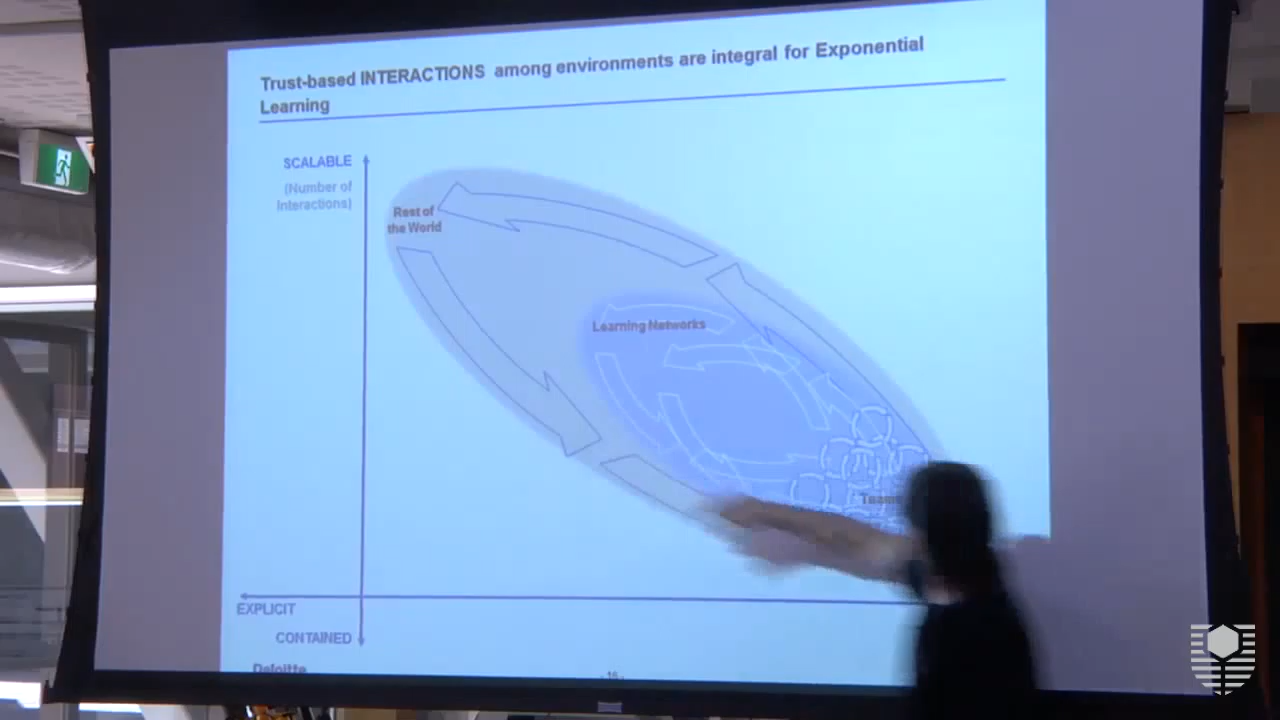 Trust-based INTERACTIONS among environments are integral for Exponential
Learning
SCALABLE
(Number of
Interactions)
Rest of
the World
Learning Networks
Teams
EXPLICIT
CONTAINED
Deloitte
- 16 -